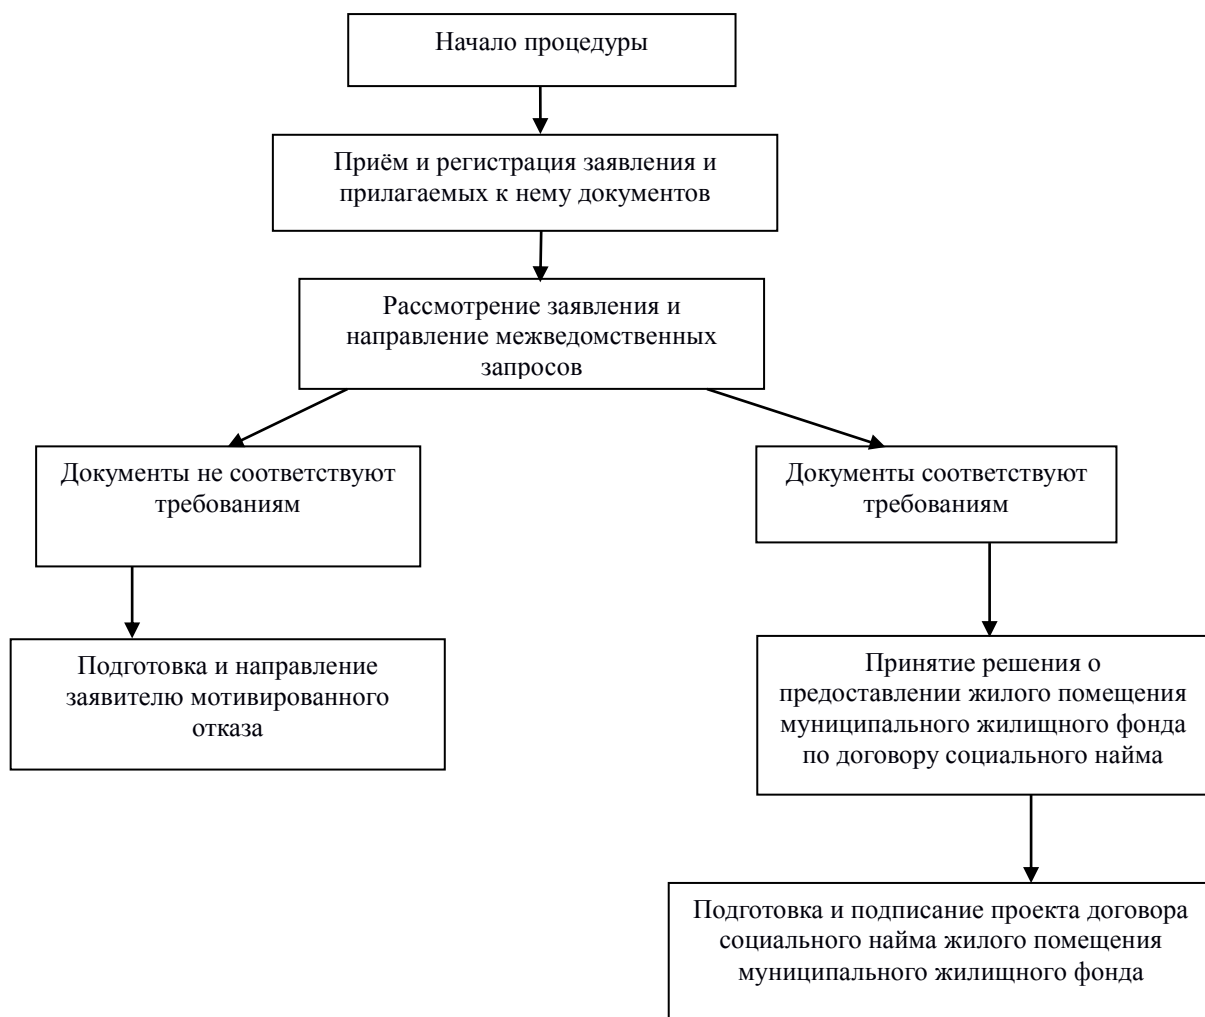 Начало процедуры
Приём и регистрация заявления и
прилагаемых к нему документов
Рассмотрение заявления и
направление межведомственных
запросов
Документы не соответствуют
требованиям
Документы соответствуют
требованиям
Подготовка и направление
заявителю мотивированного
отказа
Принятие решения о
предоставлении жилого помещения
муниципального жилищного фонда
по договору социального найма
Подготовка и подписание проекта договора
социального найма жилого помещения
муниципального жилищного фонда